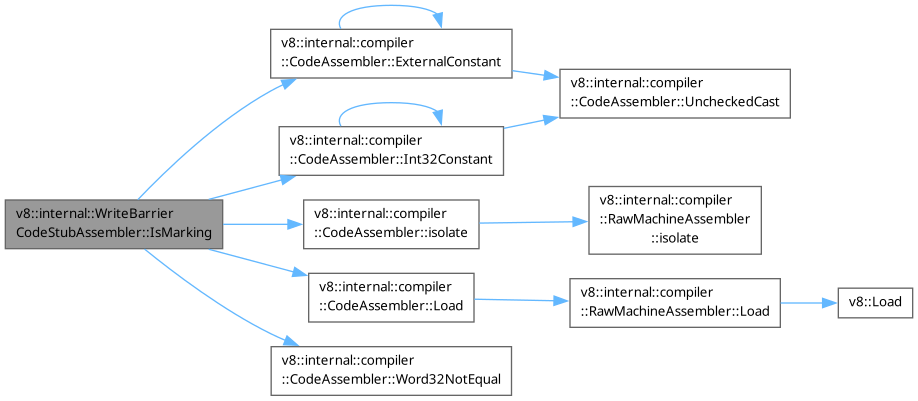 v8::internal::WriteBarrier
CodeStubAssembler::IsMarking
v8::internal::compiler
::CodeAssembler::ExternalConstant
v8::internal::compiler
::CodeAssembler::UncheckedCast
v8::internal::compiler
::CodeAssembler::Int32Constant
v8::internal::compiler
::CodeAssembler::isolate
v8::internal::compiler
::RawMachineAssembler
::isolate
v8::internal::compiler
::CodeAssembler::Load
v8::internal::compiler
::RawMachineAssembler::Load
v8::Load
v8::internal::compiler
::CodeAssembler::Word32NotEqual